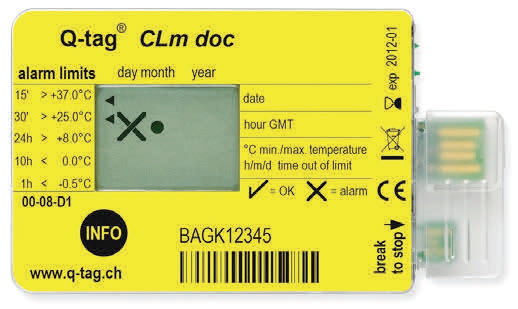 Q-tag® CLm doc
alarm limits day month year
15' > +37.0°C
30' > +25.0°C
24h > +8.0°C
10h < 0.0°C
1h < -0.5°C
00-08-D1
date
hour GMT
°C min./max. temperature
h/m/d time out of limit
✓ = OK ✗ = alarm
exp 2012-01
CE
break
to stop
INFO
www.q-tag.ch
BAGK12345